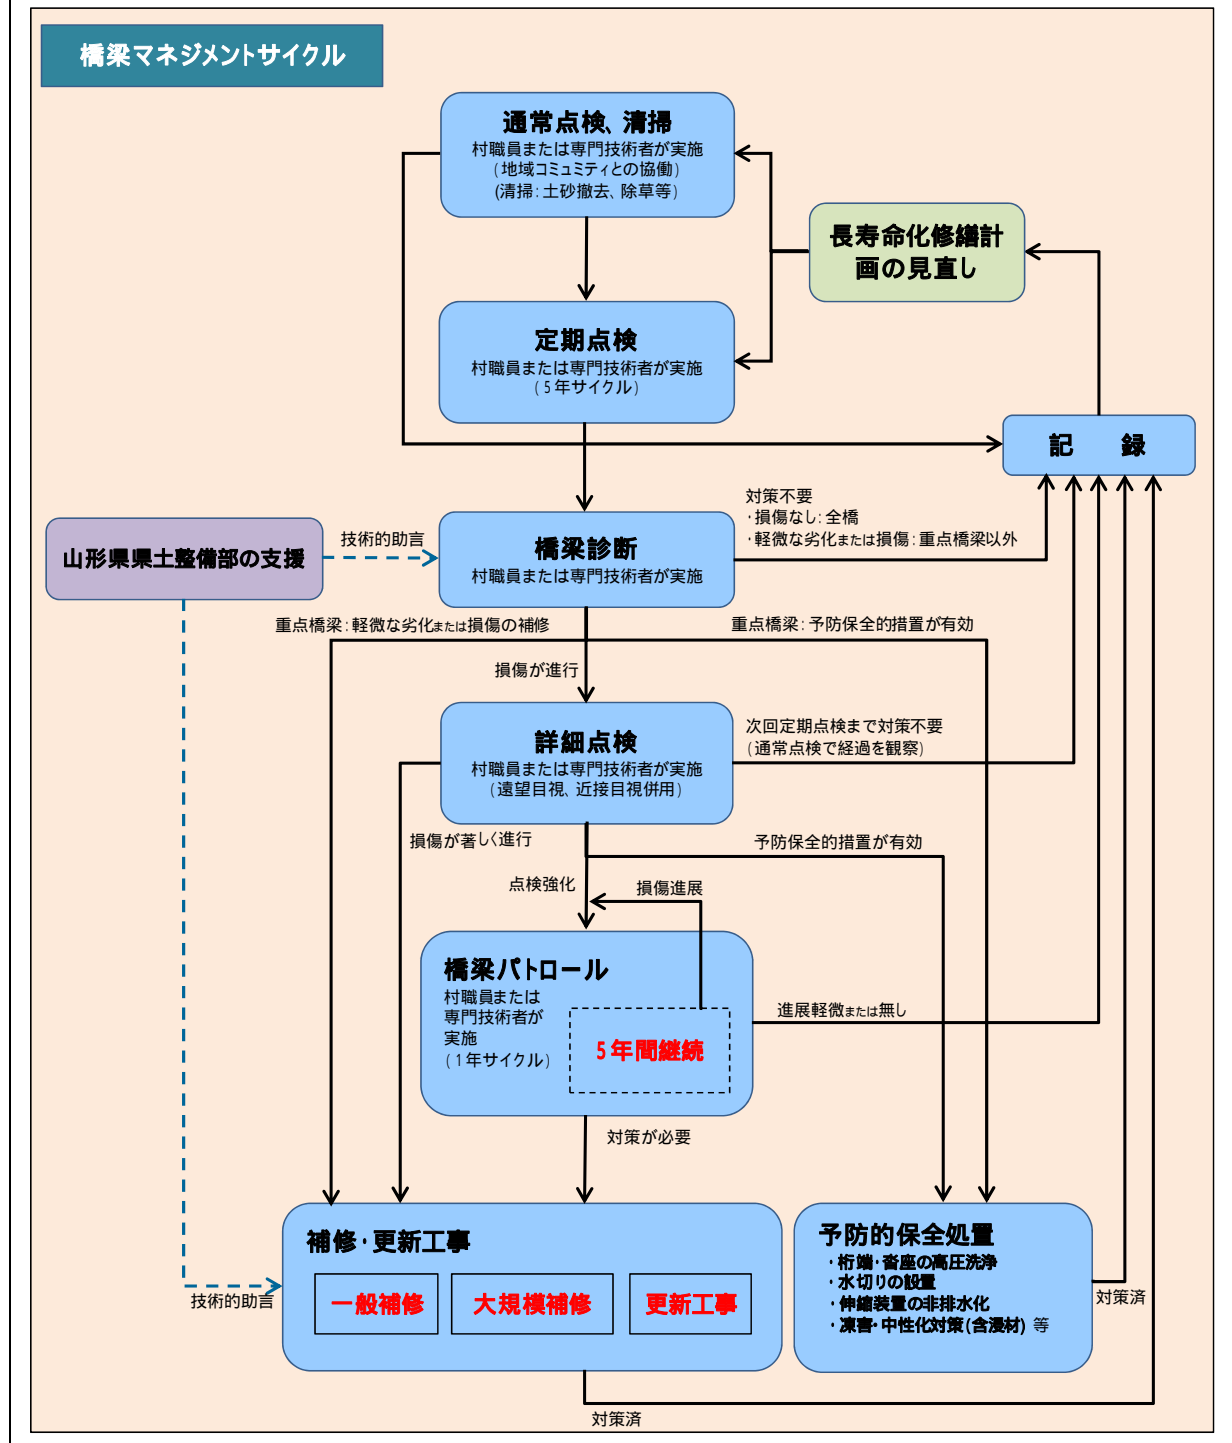 橋梁マネジメントサイクル
通常点検、清掃
村職員または専門技術者が実施
(地域コミュミティとの協働)
(清掃:土砂撤去、除草等)
長寿命化修繕計
画の見直し
定期点検
村職員または専門技術者が実施
(5年サイクル)
記　録
対策不要
・損傷なし:全橋
・軽微な劣化または損傷:重点橋梁以外
山形県県土整備部の支援
技術的助言
橋梁診断
村職員または専門技術者が実施
重点橋梁:軽微な劣化または損傷の補修
重点橋梁:予防保全的措置が有効
損傷が進行
詳細点検
村職員または専門技術者が実施
(遠望目視、近接目視併用)
次回定期点検まで対策不要
(通常点検で経過を観察)
損傷が著しく進行
予防保全的措置が有効
点検強化
損傷進展
橋梁パトロール
村職員または
専門技術者が
実施
(1年サイクル)
5年間継続
進展軽微または無し
対策が必要
補修・更新工事
一般補修
大規模補修
更新工事
技術的助言
予防的保全処置
・桁端・沓座の高圧洗浄
・水切りの設置
・伸縮装置の非排水化
・凍害・中性化対策(含浸材) 等
対策済
対策済